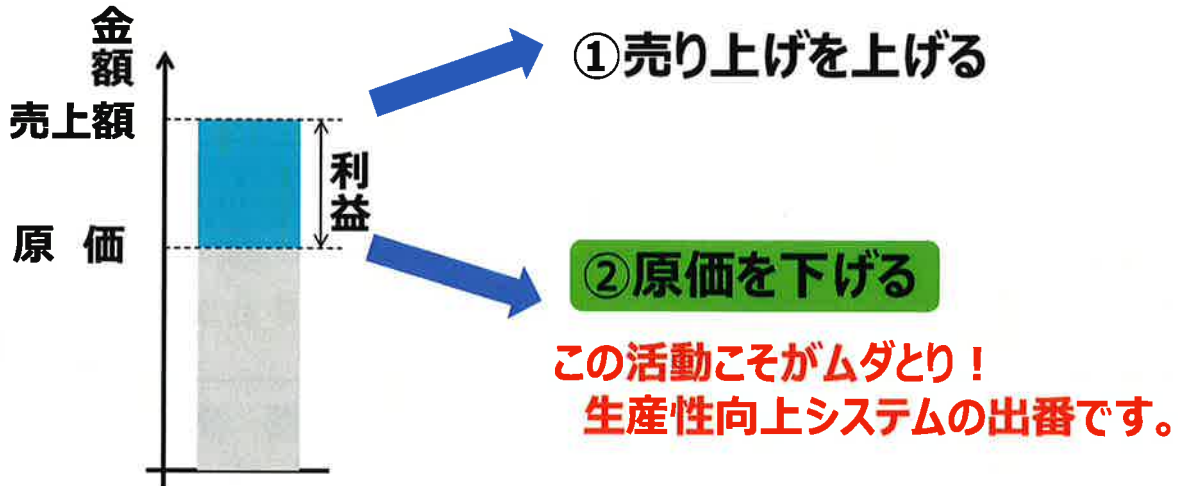 金額
売上額
原 価
利益
①売り上げを上げる
②原価を下げる
この活動こそがムダとり！
生産性向上システムの出番です。